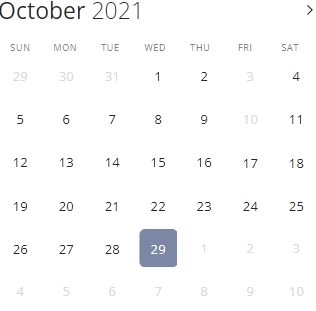 October 2021
SUN MON TUE WED THU FRI SAT
29 30 31 1 2 3 4
5 6 7 8 9 10 11
12 13 14 15 16 17 18
19 20 21 22 23 24 25
26 27 28 29 1 2 3
4 5 6 7 8 9 10